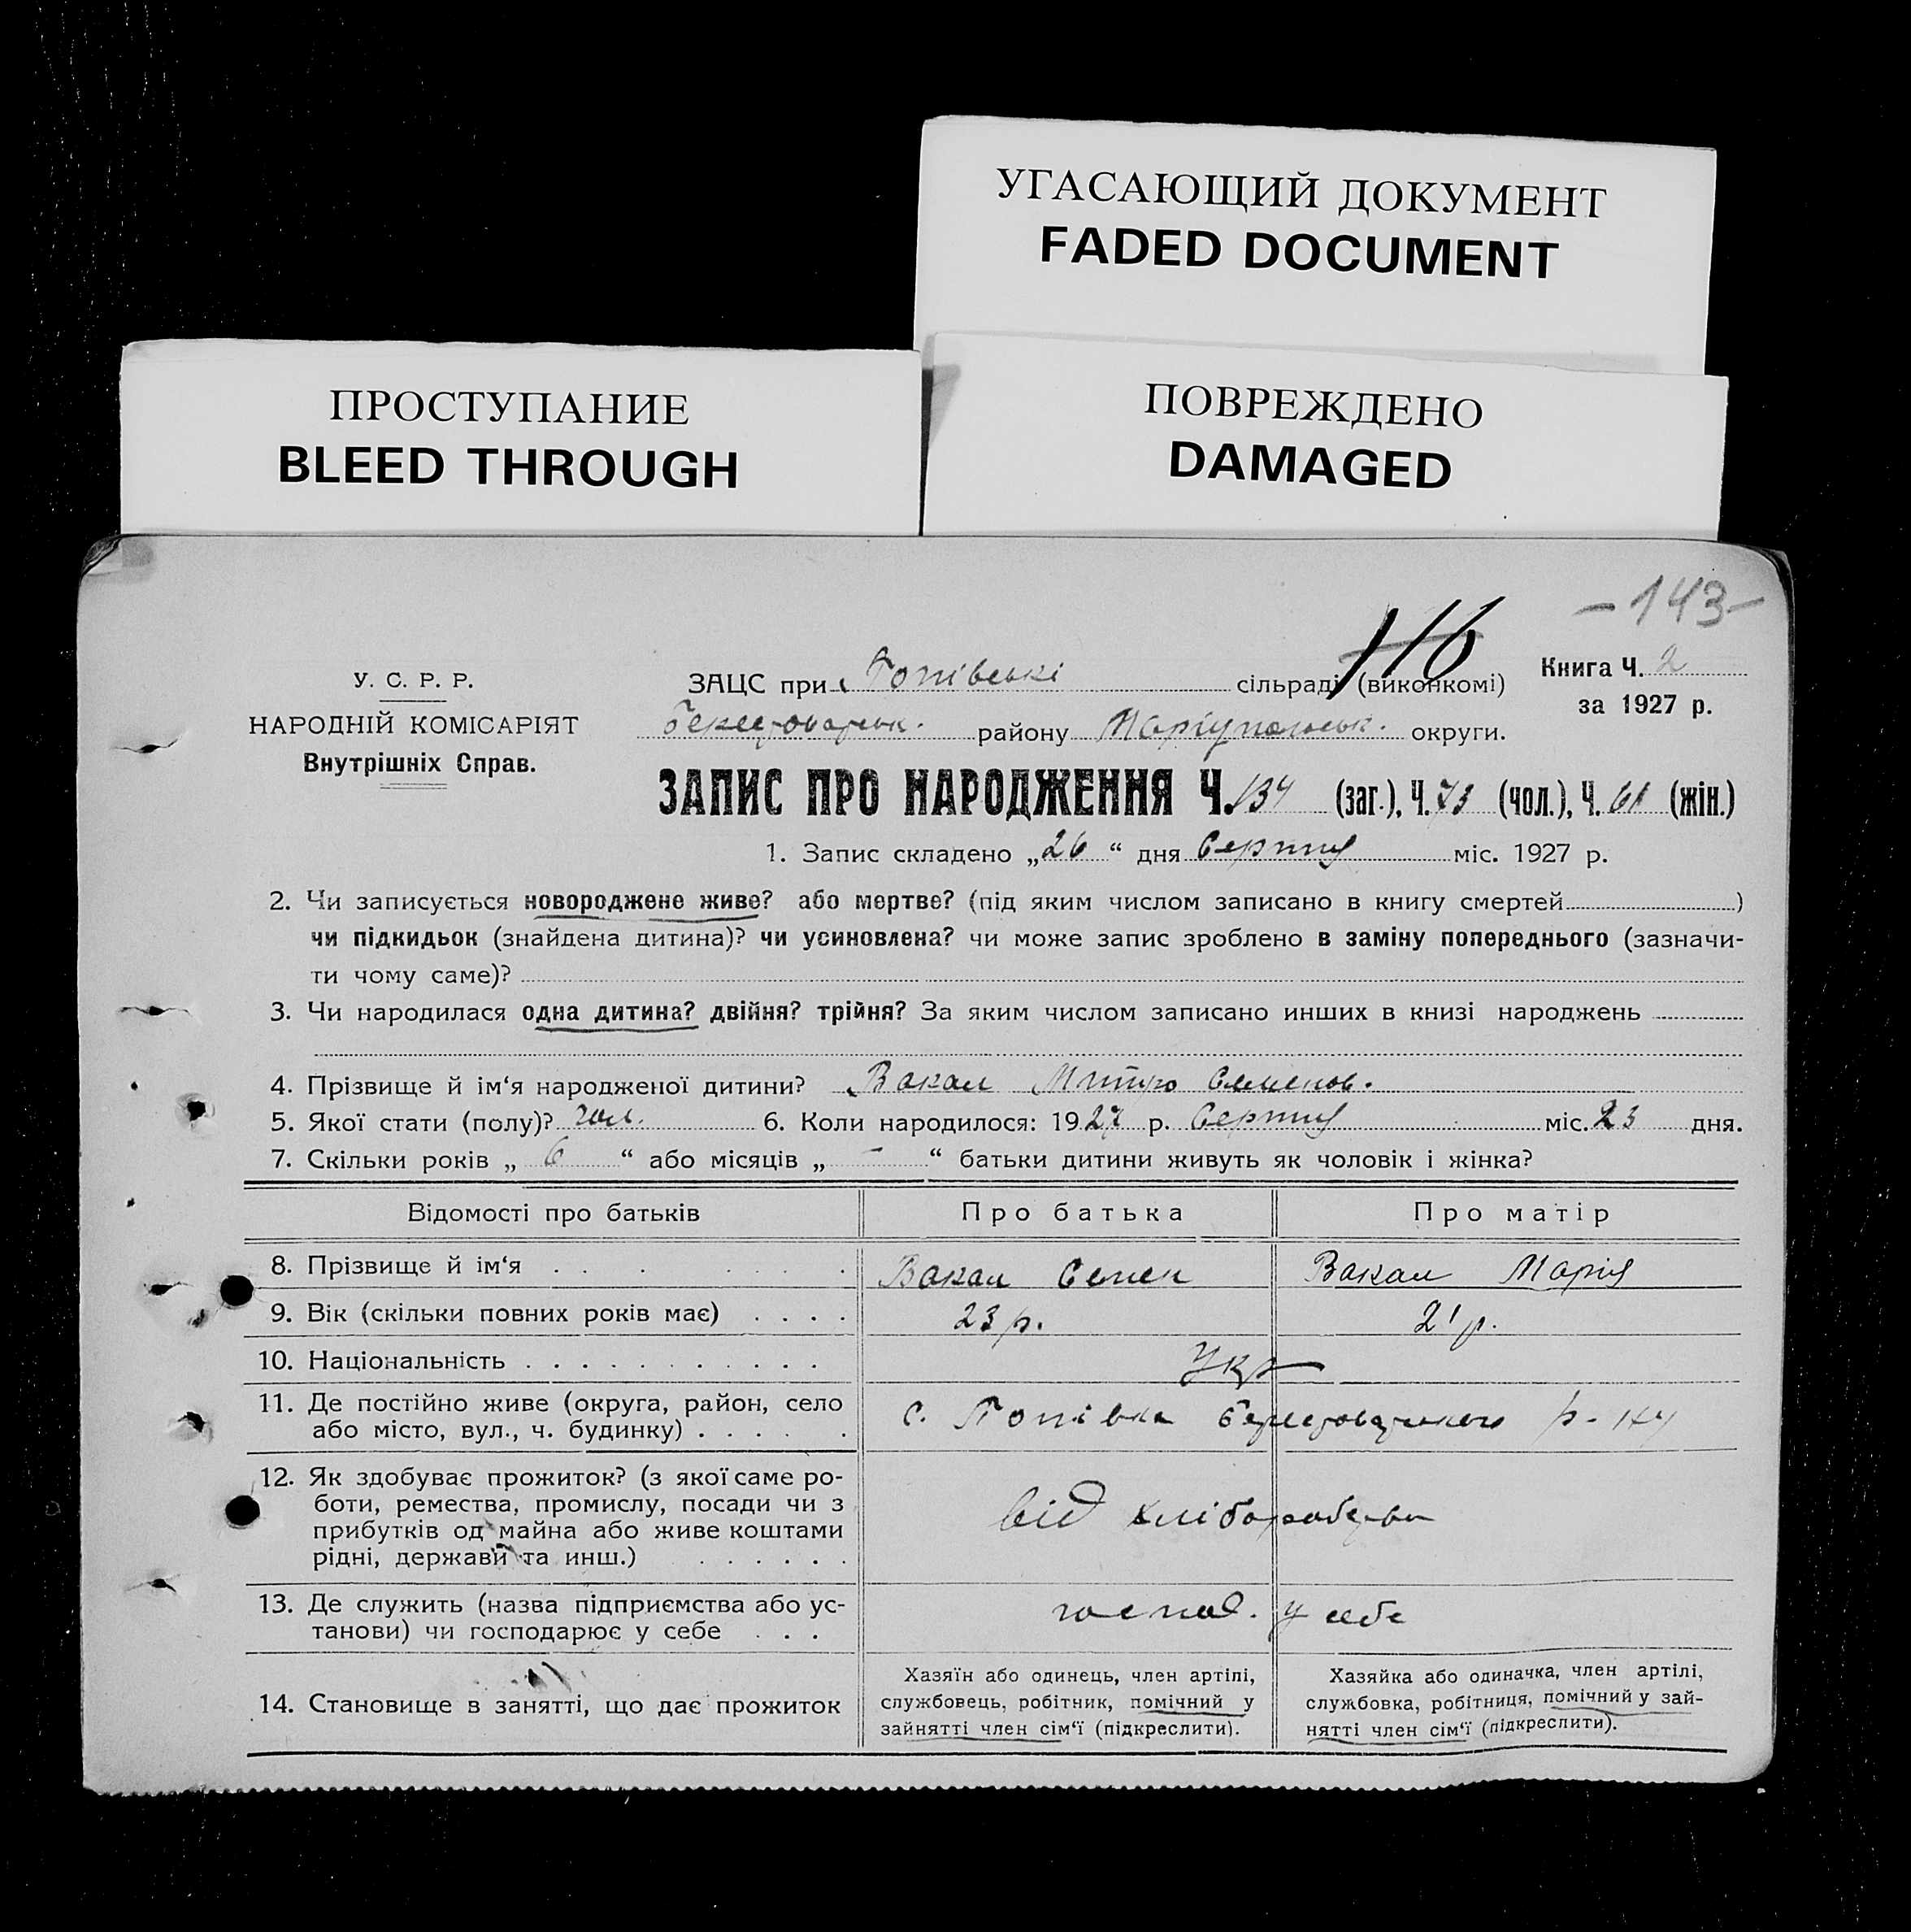 УГАСАЮЩИЙ ДОКУМЕНТ
FADED DOCUMENT
ПРОСТУПАНИЕ
BLEED THROUGH
ПОВРЕЖДЕНО
DAMAGED
-143-
116
У. С. Р. Р.
НАРОДНІЙ КОМІСАРІЯТ
Внутрішніх Справ.
ЗАЦС при Попівські сільраді (виконкомі)
району Маріупольськ. округи.
Книга Ч. 2
за 1927 р.
ЗАПИС ПРО НАРОДЖЕННЯ Ч. 134 (заг.), Ч. 73 (чол.), Ч. 61 (жін.)
1. Запис складено „26“ дня Серпня міс. 1927 р.
2. Чи записується новороджене живе? або мертве? (під яким числом записано в книгу смертей )
чи підкидьок (знайдена дитина)? чи усиновлена? чи може запис зроблено в заміну попереднього (зазначи-
ти чому саме)?
3. Чи народилася одна дитина? двійня? трійня? За яким числом записано инших в книзі народжень
4. Прізвище й ім‘я народженої дитини? Вакал Митро Семенов.
5. Якої стати (полу)? чол. 6. Коли народилося: 1927 р. Серпня міс. 23 дня.
7. Скільки років „ 6 “ або місяців „ - “ батьки дитини живуть як чоловік і жінка?
Відомості про батьків Про батька Про матір
8. Прізвище й ім‘я Вакал Семен Вакал Марія
9. Вік (скільки повних років має) 23 р. 21 р.
10. Національність Укр
11. Де постійно живе (округа, район, село
або місто, вул., ч. будинку)
с. Попівка р-ну
12. Як здобуває прожиток? (з якої саме ро-
боти, ремества, промислу, посади чи з
прибутків од майна або живе коштами
рідні, держави та инш.)
від хліборобства
13. Де служить (назва підприємства або ус-
танови) чи господарює у себе
господ. у себе
14. Становище в занятті, що дає прожиток
Хазяїн або одинець, член артілі,
службовець, робітник, помічний у
зайнятті член сім‘ї (підкреслити).
Хазяйка або одиначка, член артілі,
службовка, робітниця, помічний у зай-
нятті член сім‘ї (підкреслити).